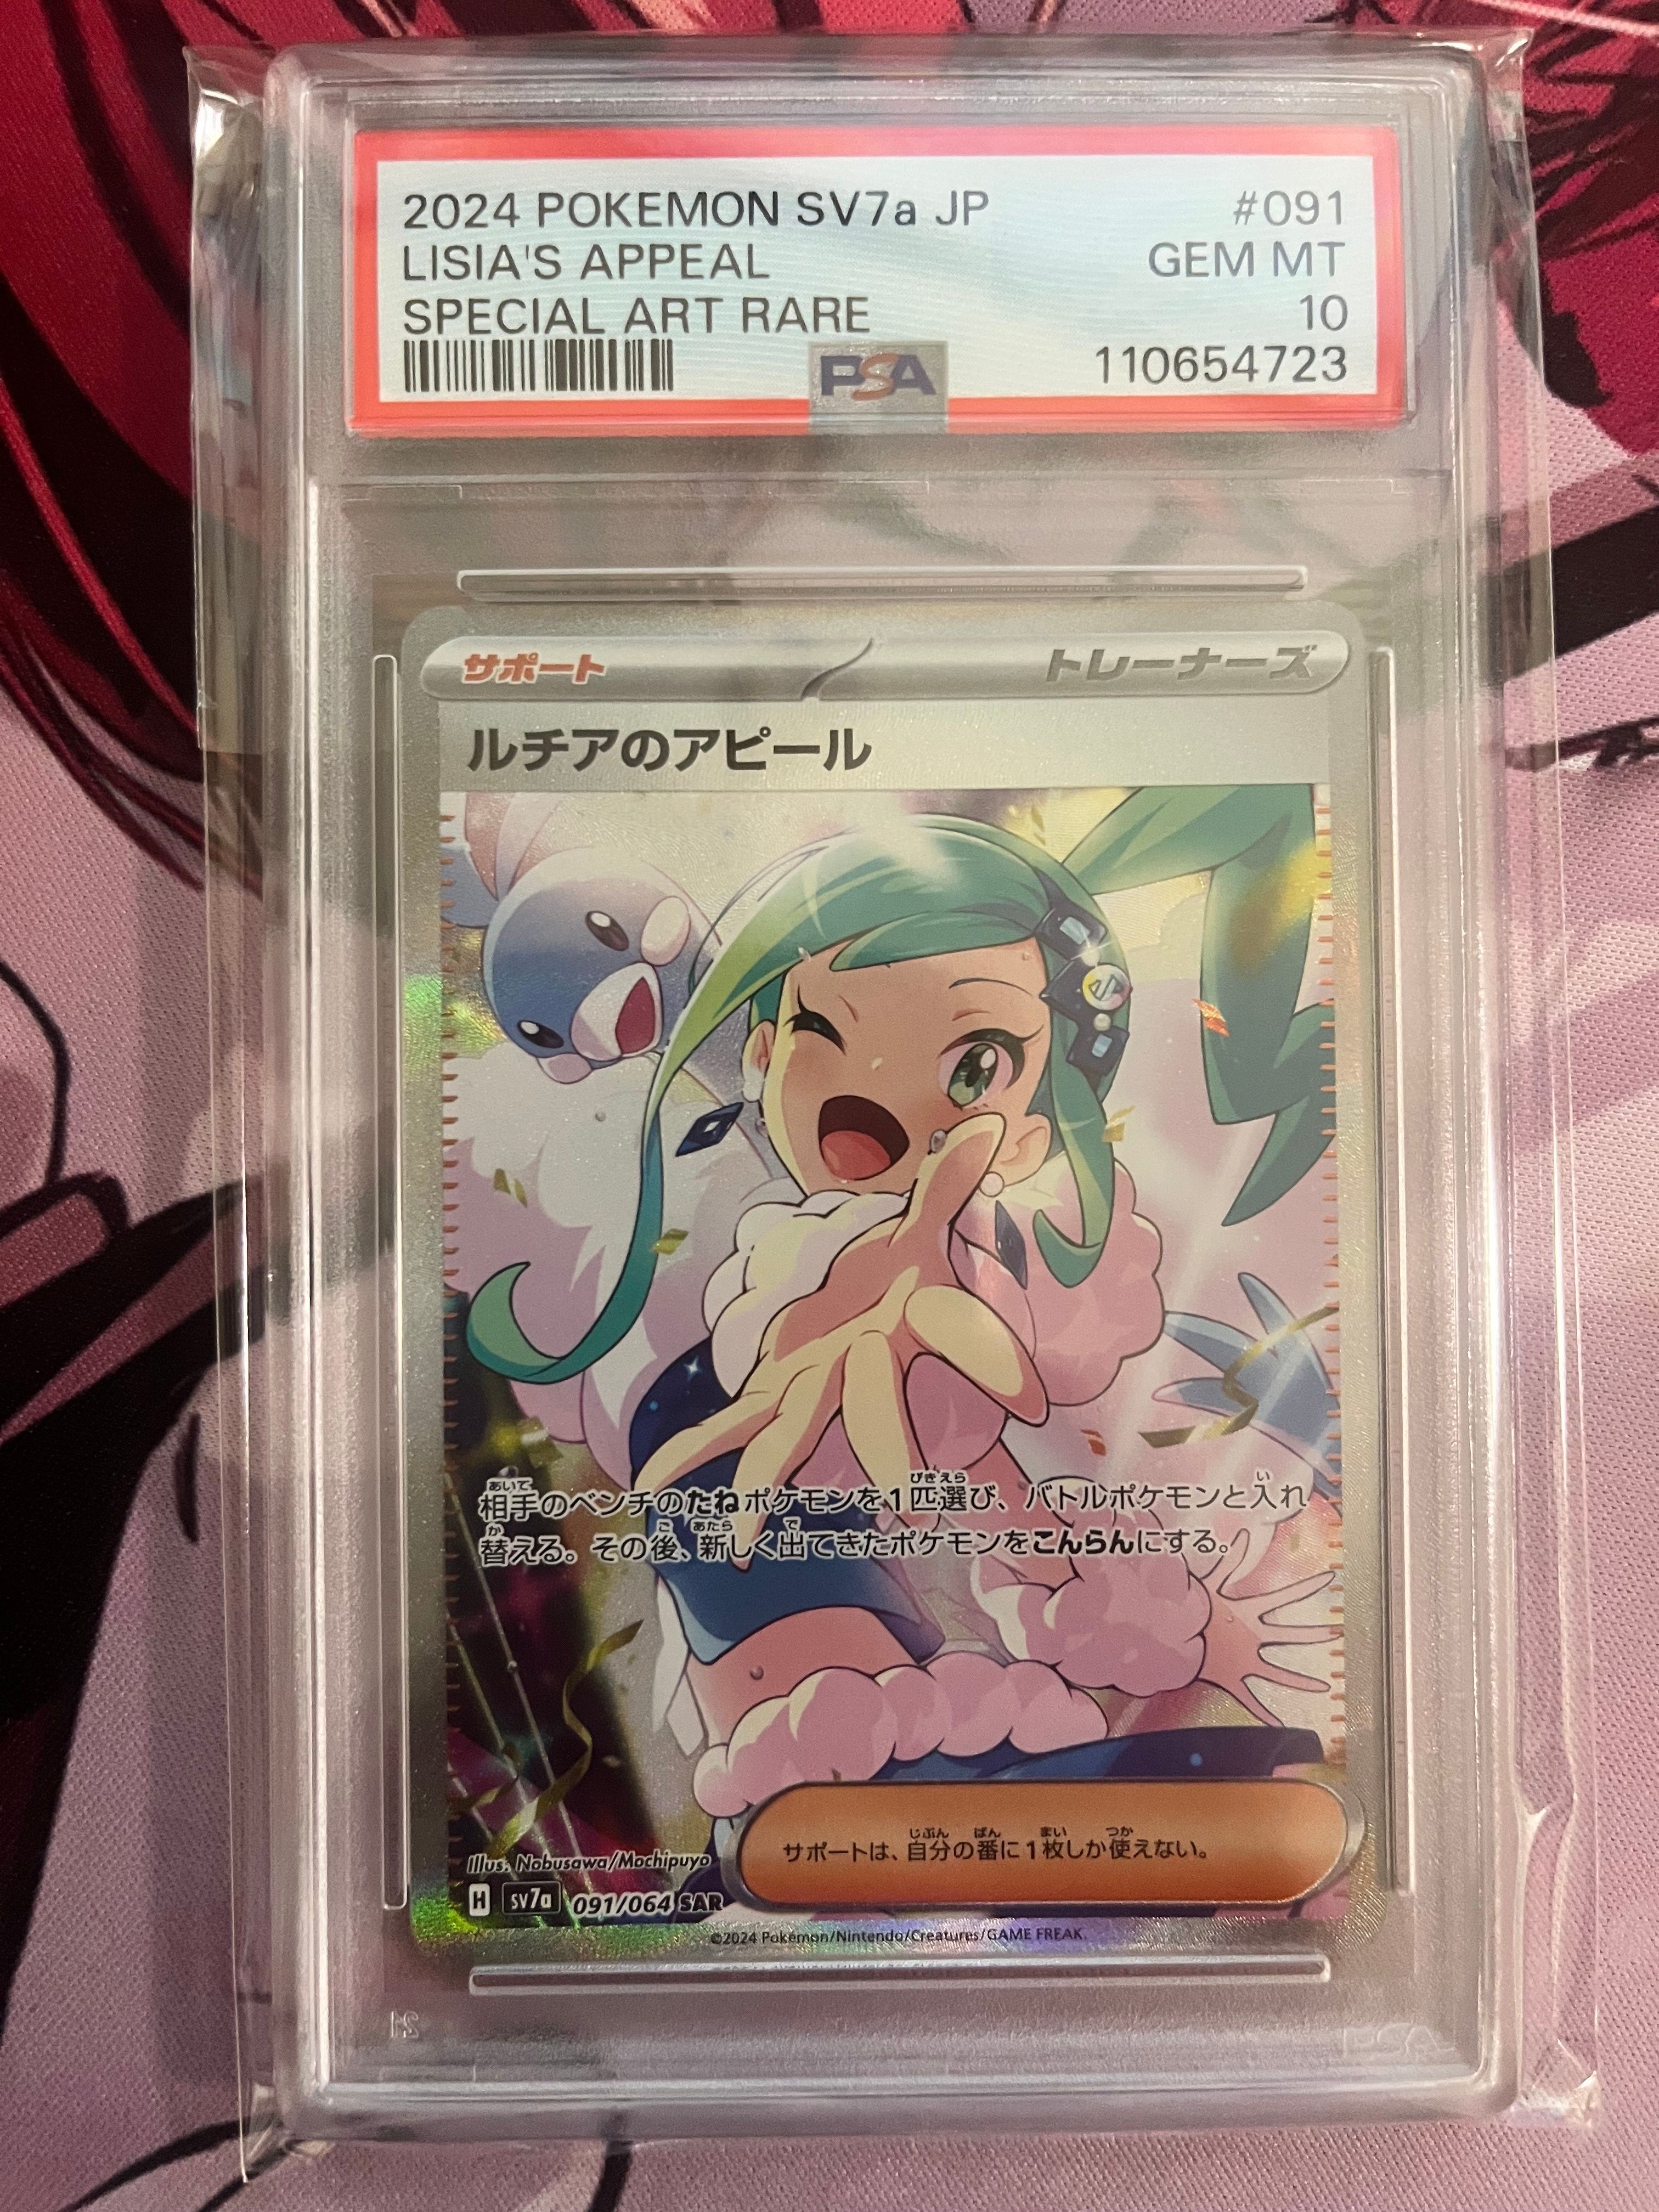 2024 POKEMON SV7a JP #091
LISIA'S APPEAL GEM MT
SPECIAL ART RARE 10
PSA 110654723
サポート トレーナーズ
ルチアのアピール
相手のベンチのたねポケモンを1匹選び、バトルポケモンと入れ
替える。その後、新しく出てきたポケモンをこんらんにする。
サポートは、自分の番に1枚しか使えない。
Illus. Nobusawa/Mochipuyo
H sv7a 091/064 SAR
©2024 Pokémon/Nintendo/Creatures/GAME FREAK.
PSA